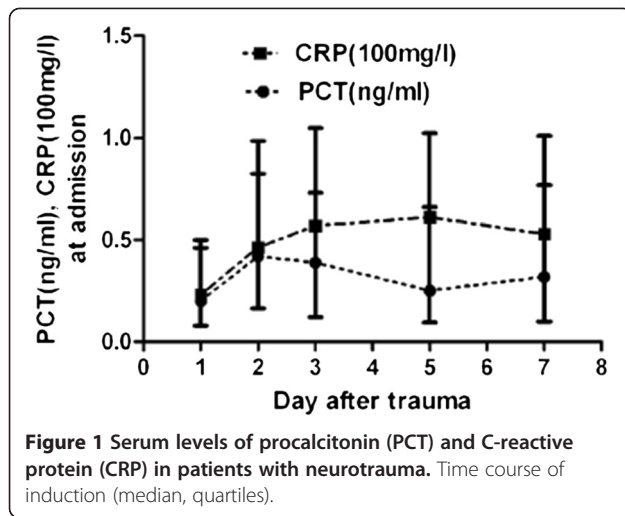 1.5
1.0
0.5
0.0
PCT(ng/ml), CRP(100mg/l)
at admission
CRP(100mg/l)
PCT(ng/ml)
0 1 2 3 4 5 6 7 8
Day after trauma
Figure 1 Serum levels of procalcitonin (PCT) and C-reactive
protein (CRP) in patients with neurotrauma. Time course of
induction (median, quartiles).